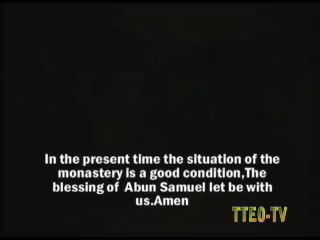 In the present time the situation of the
monastery is a good condition,The
blessing of Abun Samuel let be with
us.Amen
TTEO-TV